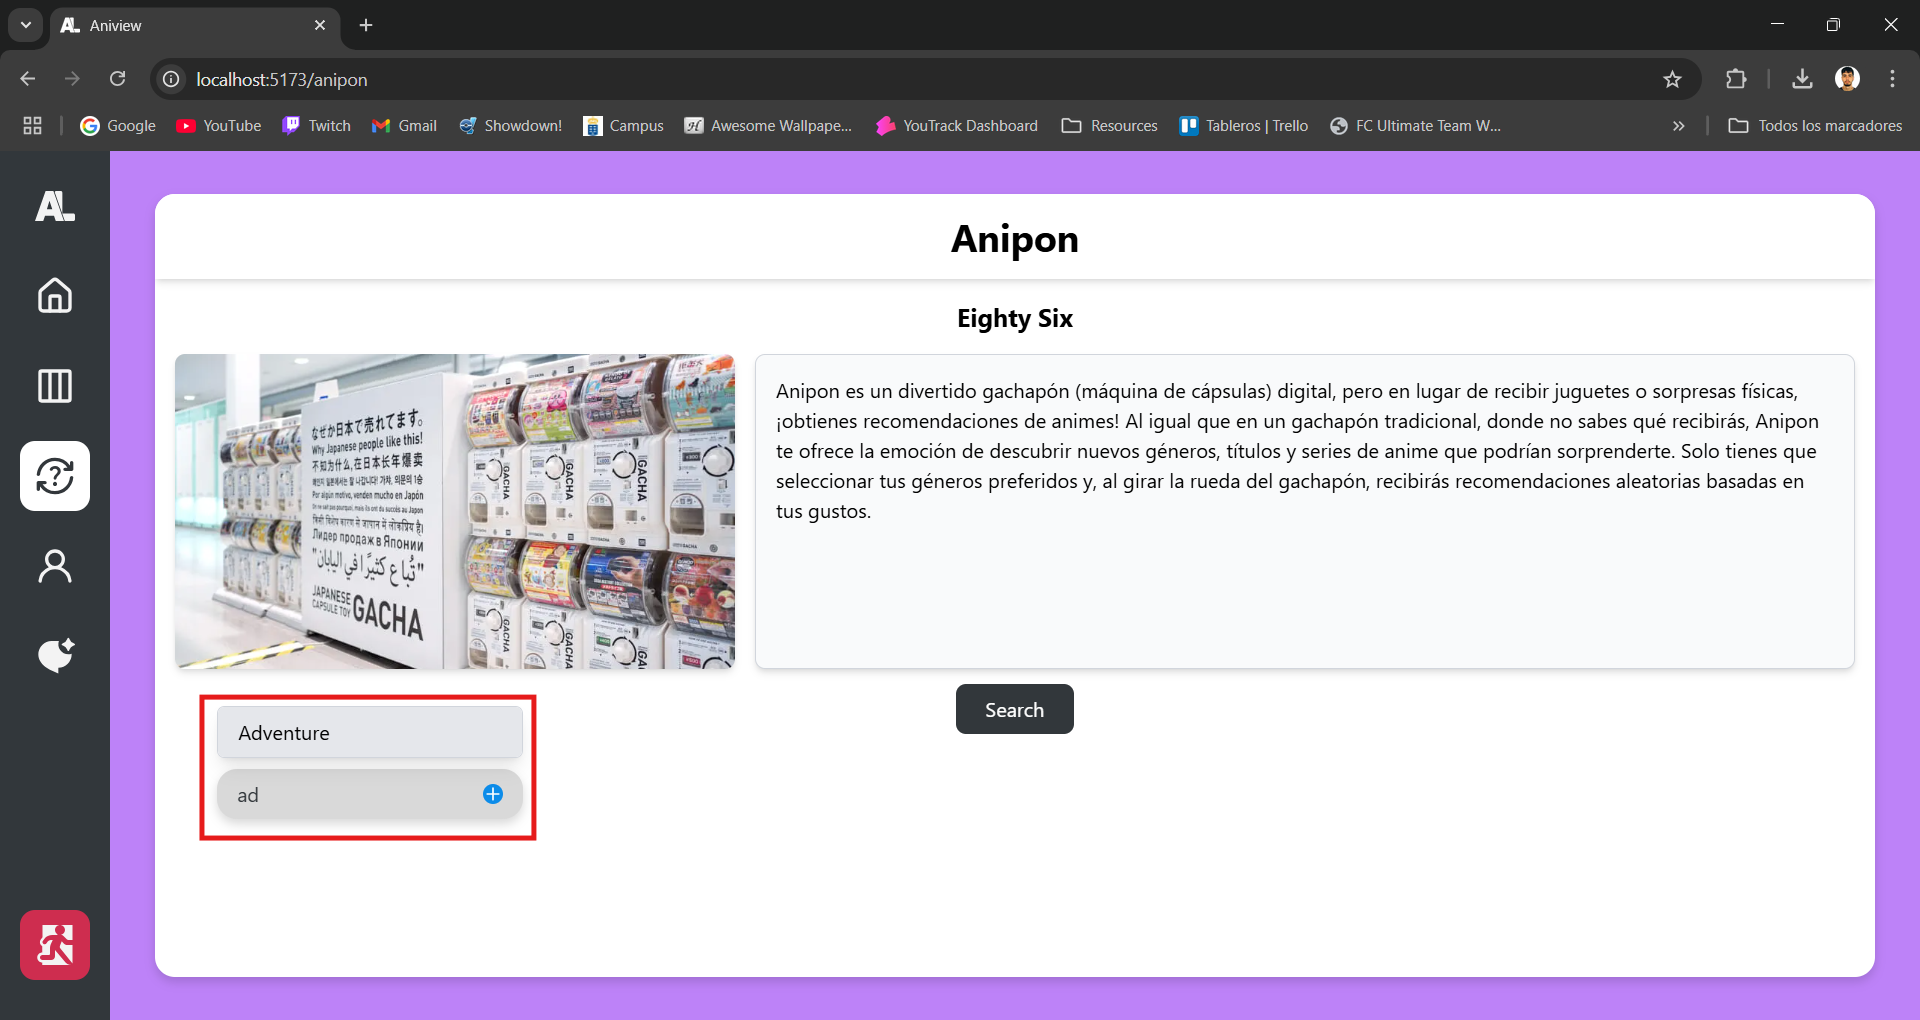 Aniview
localhost:5173/anipon
Google YouTube Twitch Gmail Showdown! Campus Awesome Wallpape... YouTrack Dashboard Resources Tableros | Trello FC Ultimate Team W... Todos los marcadores
AL
Anipon
Eighty Six
なぜか日本で売れてます。
Why Japanese people like this!
不知为什么,在日本长年爆卖
Por algún motivo, venden mucho en Japón
Лидер продаж в Японии
"تُباع كثيرًا في اليابان"
JAPANESE
CAPSULE TOY GACHA
Anipon es un divertido gachapón (máquina de cápsulas) digital, pero en lugar de recibir juguetes o sorpresas físicas,
¡obtienes recomendaciones de animes! Al igual que en un gachapón tradicional, donde no sabes qué recibirás, Anipon
te ofrece la emoción de descubrir nuevos géneros, títulos y series de anime que podrían sorprenderte. Solo tienes que
seleccionar tus géneros preferidos y, al girar la rueda del gachapón, recibirás recomendaciones aleatorias basadas en
tus gustos.
Adventure
ad
Search